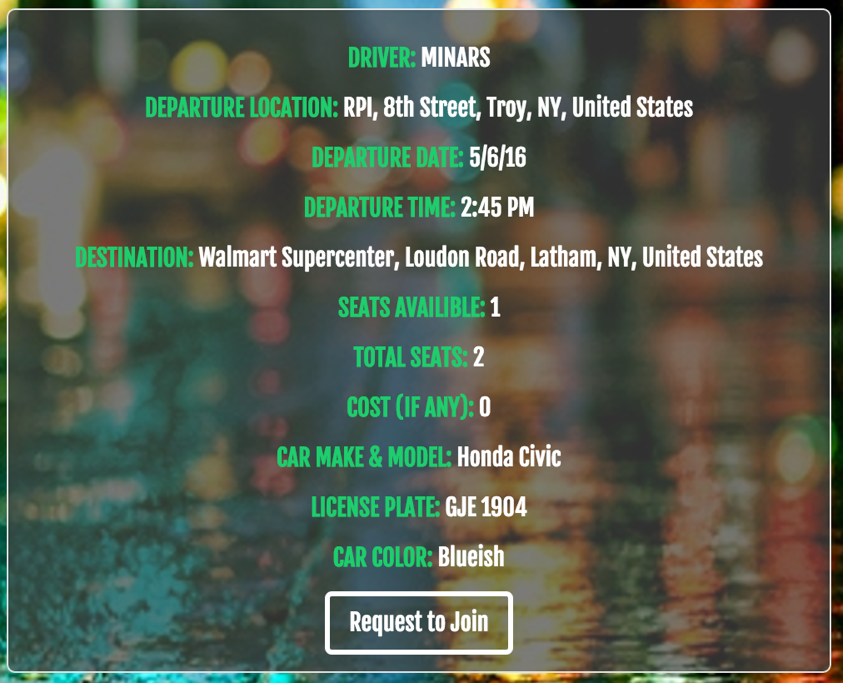 DRIVER: MINARS
DEPARTURE LOCATION: RPI, 8th Street, Troy, NY, United States
DEPARTURE DATE: 5/6/16
DEPARTURE TIME: 2:45 PM
DESTINATION: Walmart Supercenter, Loudon Road, Latham, NY, United States
SEATS AVAILIBLE: 1
TOTAL SEATS: 2
COST (IF ANY): 0
CAR MAKE & MODEL: Honda Civic
LICENSE PLATE: GJE 1904
CAR COLOR: Blueish
Request to Join